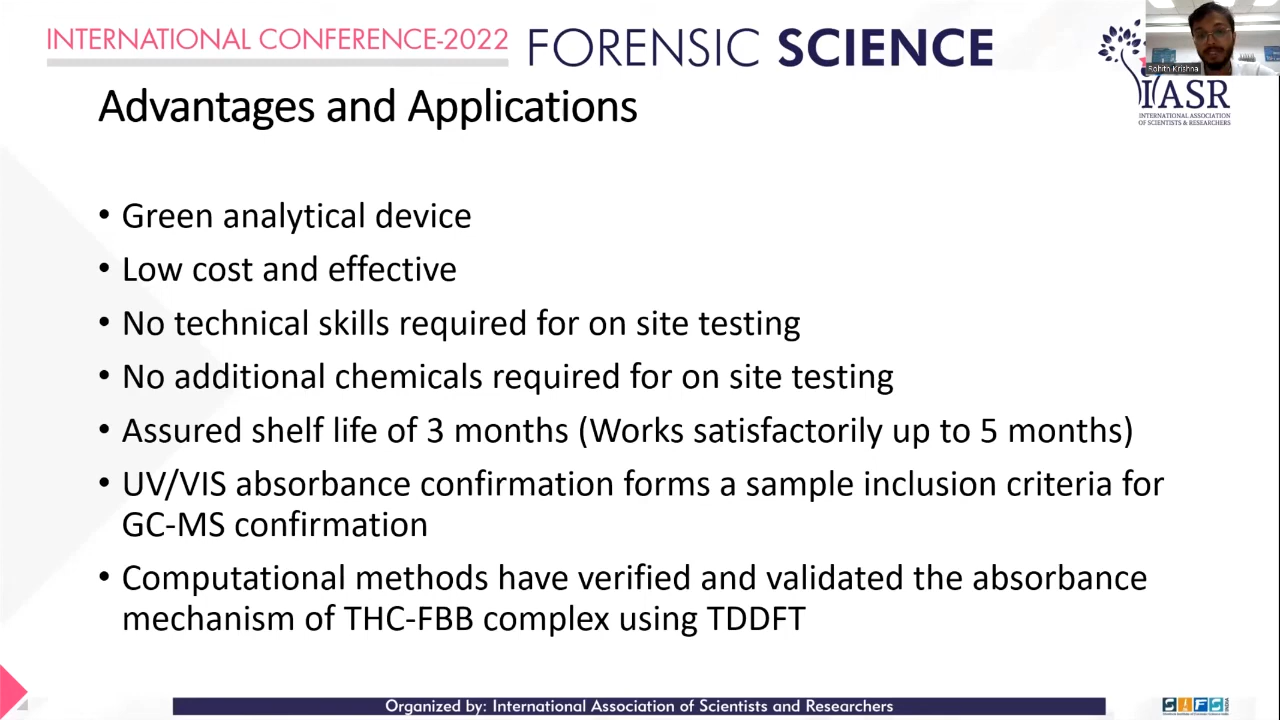 INTERNATIONAL CONFERENCE-2022 FORENSIC SCIENCE
Rohith Krishna
IASR
INTERNATIONAL ASSOCIATION
OF SCIENTISTS & RESEARCHERS
Advantages and Applications
• Green analytical device
• Low cost and effective
• No technical skills required for on site testing
• No additional chemicals required for on site testing
• Assured shelf life of 3 months (Works satisfactorily up to 5 months)
• UV/VIS absorbance confirmation forms a sample inclusion criteria for
GC-MS confirmation
• Computational methods have verified and validated the absorbance
mechanism of THC-FBB complex using TDDFT
Organized by: International Association of Scientists and Researchers
SIFS
INDIA